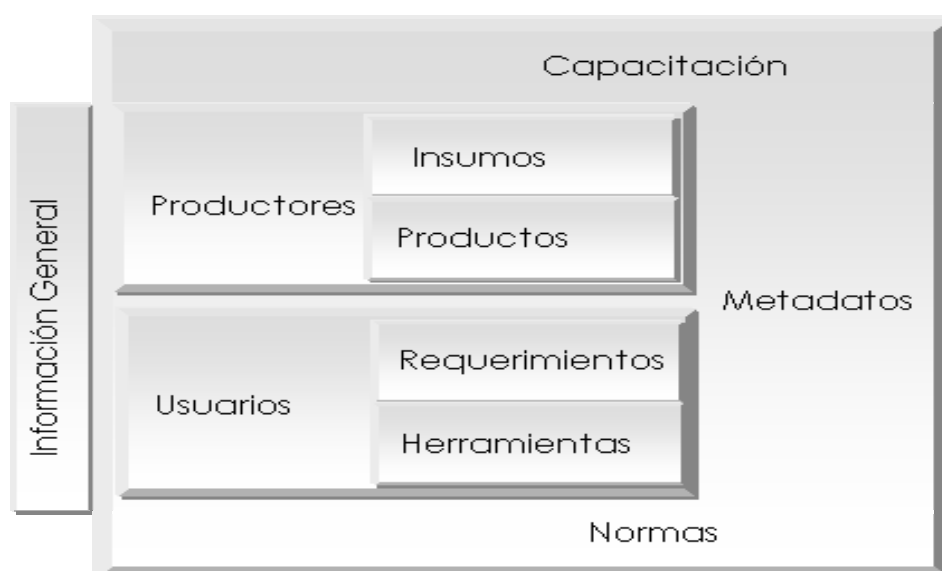 Capacitación
Información General
Productores
Insumos
Productos
Metadatos
Usuarios
Requerimientos
Herramientas
Normas